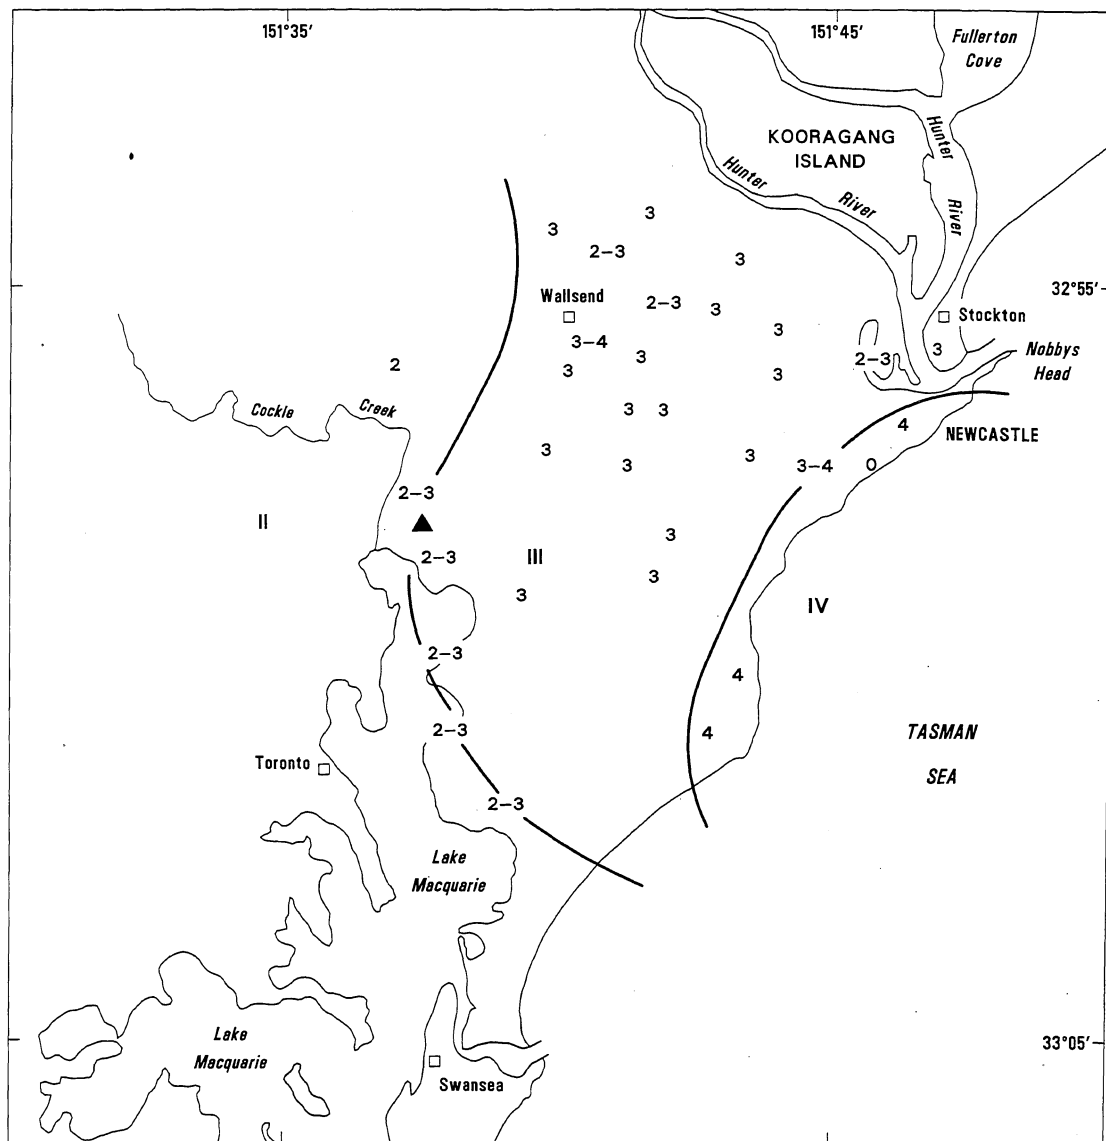 151°35′
151°45′
Fullerton
Cove
Hunter
KOORAGANG
ISLAND
Hunter
River
River
3
3
2–3
3
32°55′
Wallsend
2–3
3
Stockton
3
3–4
3
2–3
3
Nobbys
Head
2
3
3
Cockle
Creek
3
3
4
NEWCASTLE
3
3
3
3–4
0
2–3
II
3
2–3
III
3
3
IV
2–3
4
2–3
4
TASMAN
SEA
Toronto
2–3
Lake
Macquarie
Lake
Macquarie
33°05′
Swansea